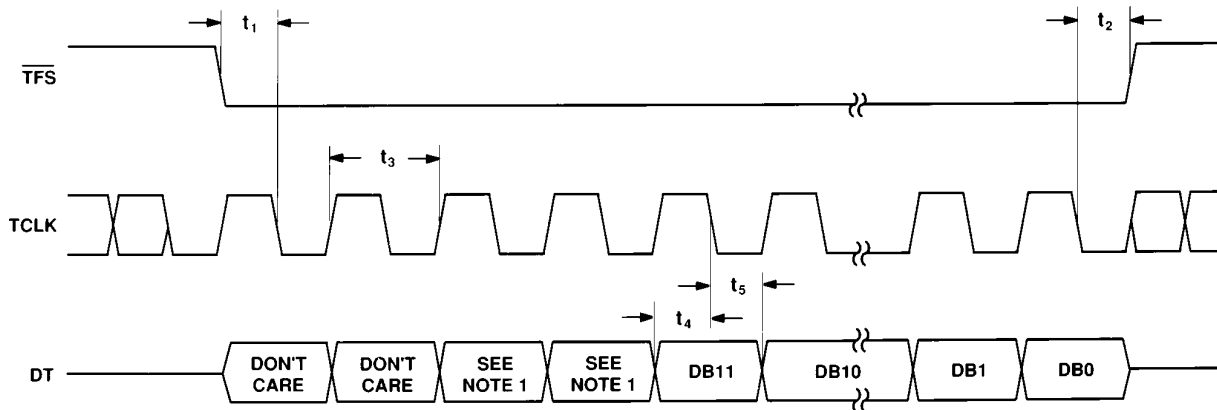 t1
t2
TFS
t3
TCLK
t5
t4
DT
DON'T CARE
DON'T CARE
SEE NOTE 1
SEE NOTE 1
DB11
DB10
DB1
DB0